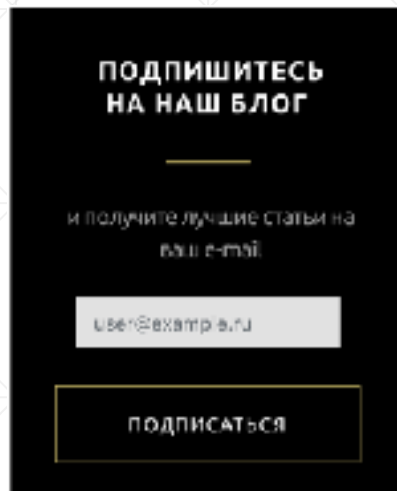 ПОДПИШИТЕСЬ
НА НАШ БЛОГ
и получите лучшие статьи на
ваш e-mail
user@example.ru
ПОДПИСАТЬСЯ